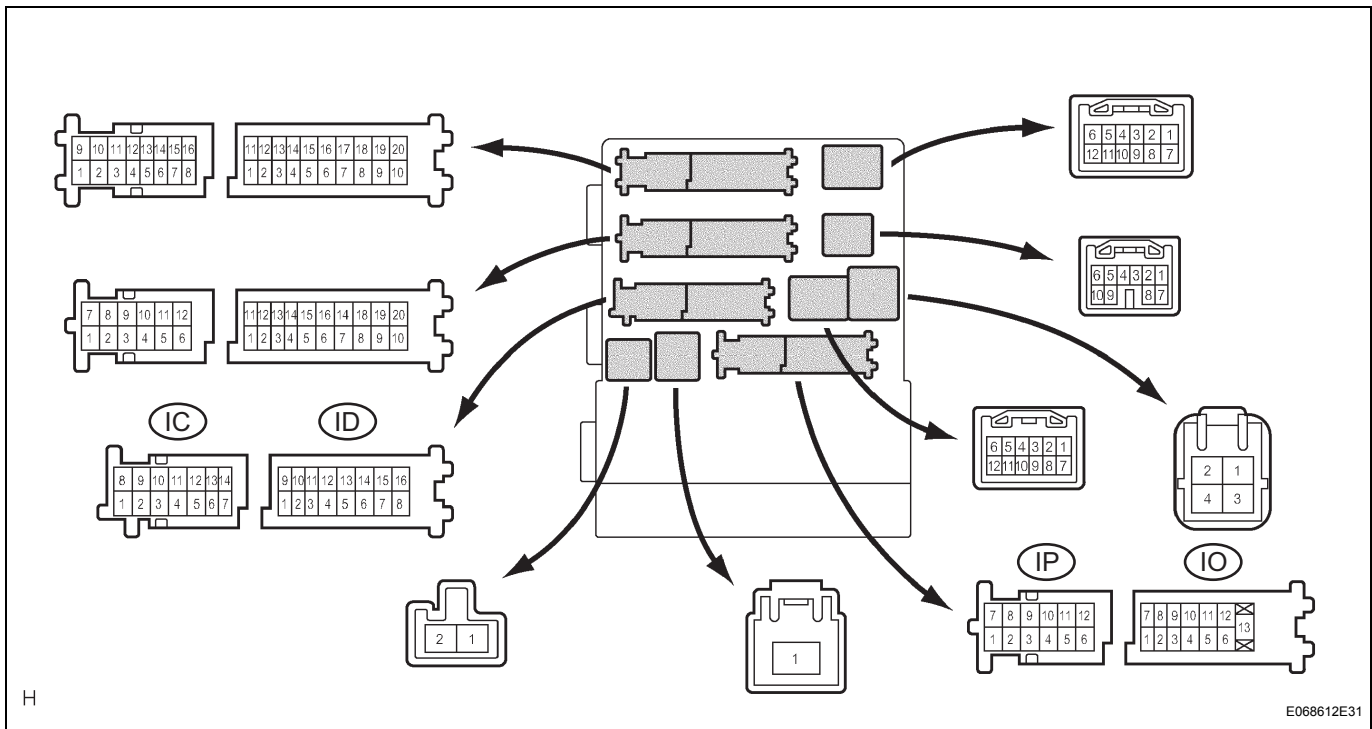 9 10 11 12 13 14 15 16
1 2 3 4 5 6 7 8
11 12 13 14 15 16 17 18 19 20
1 2 3 4 5 6 7 8 9 10
6 5 4 3 2 1
12 11 10 9 8 7
7 8 9 10 11 12
1 2 3 4 5 6
11 12 13 14 15 16 14 18 19 20
1 2 3 4 5 6 7 8 9 10
6 5 4 3 2 1
10 9 8 7
IC
ID
8 9 10 11 12 13 14
1 2 3 4 5 6 7
9 10 11 12 13 14 15 16
1 2 3 4 5 6 7 8
6 5 4 3 2 1
12 11 10 9 8 7
2 1
4 3
2 1
1
IP
IO
7 8 9 10 11 12
1 2 3 4 5 6
7 8 9 10 11 12
13
1 2 3 4 5 6
H
E068612E31